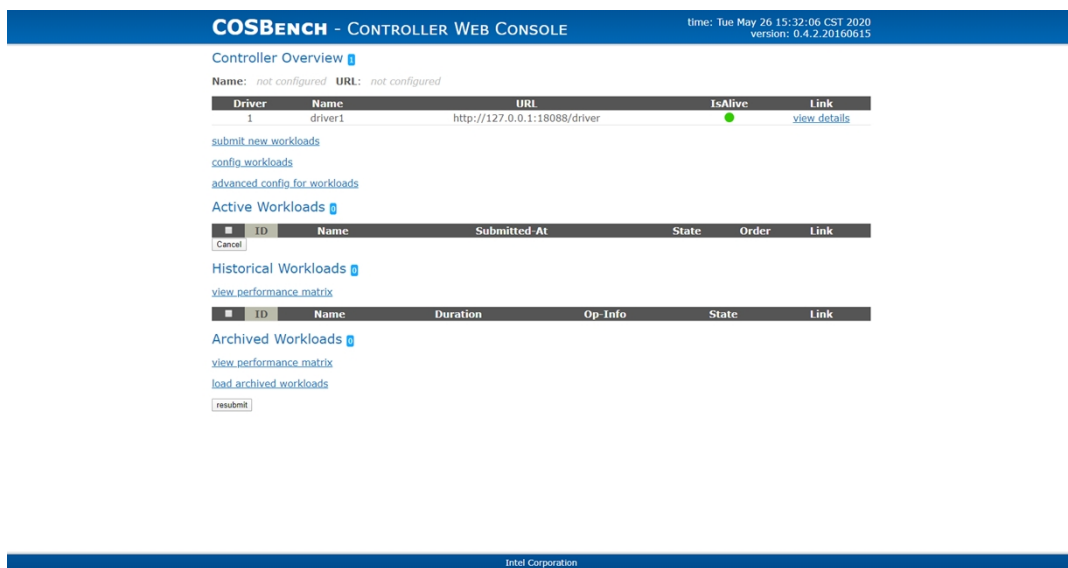 COSBENCH - CONTROLLER WEB CONSOLE
time: Tue May 26 15:32:06 CST 2020
version: 0.4.2.20160615
Controller Overview 1
Name: not configured URL: not configured
Driver Name URL IsAlive Link
1 driver1 http://127.0.0.1:18088/driver view details
submit new workloads
config workloads
advanced config for workloads
Active Workloads 0
ID Name Submitted-At State Order Link
Cancel
Historical Workloads 0
view performance matrix
ID Name Duration Op-Info State Link
Archived Workloads 0
view performance matrix
load archived workloads
resubmit
Intel Corporation